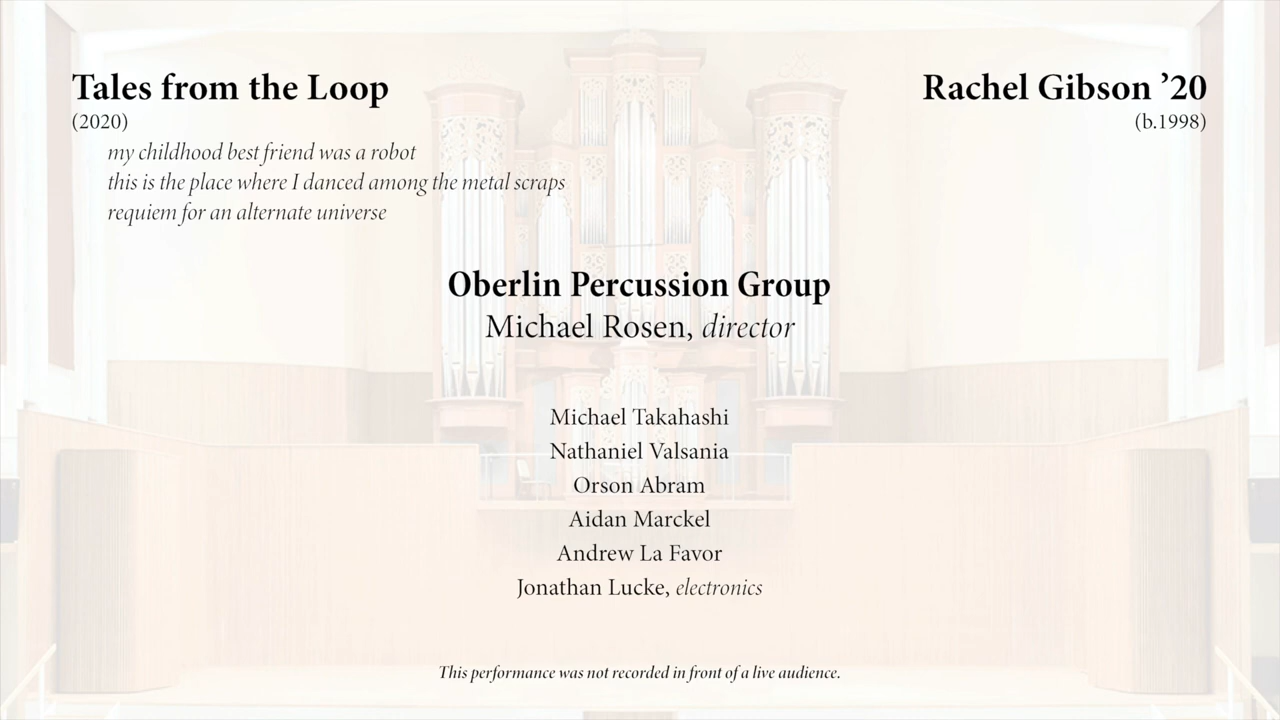 Tales from the Loop
Rachel Gibson ’20
(2020)
(b.1998)
my childhood best friend was a robot
this is the place where I danced among the metal scraps
requiem for an alternate universe
Oberlin Percussion Group
Michael Rosen, director
Michael Takahashi
Nathaniel Valsania
Orson Abram
Aidan Marckel
Andrew La Favor
Jonathan Lucke, electronics
This performance was not recorded in front of a live audience.